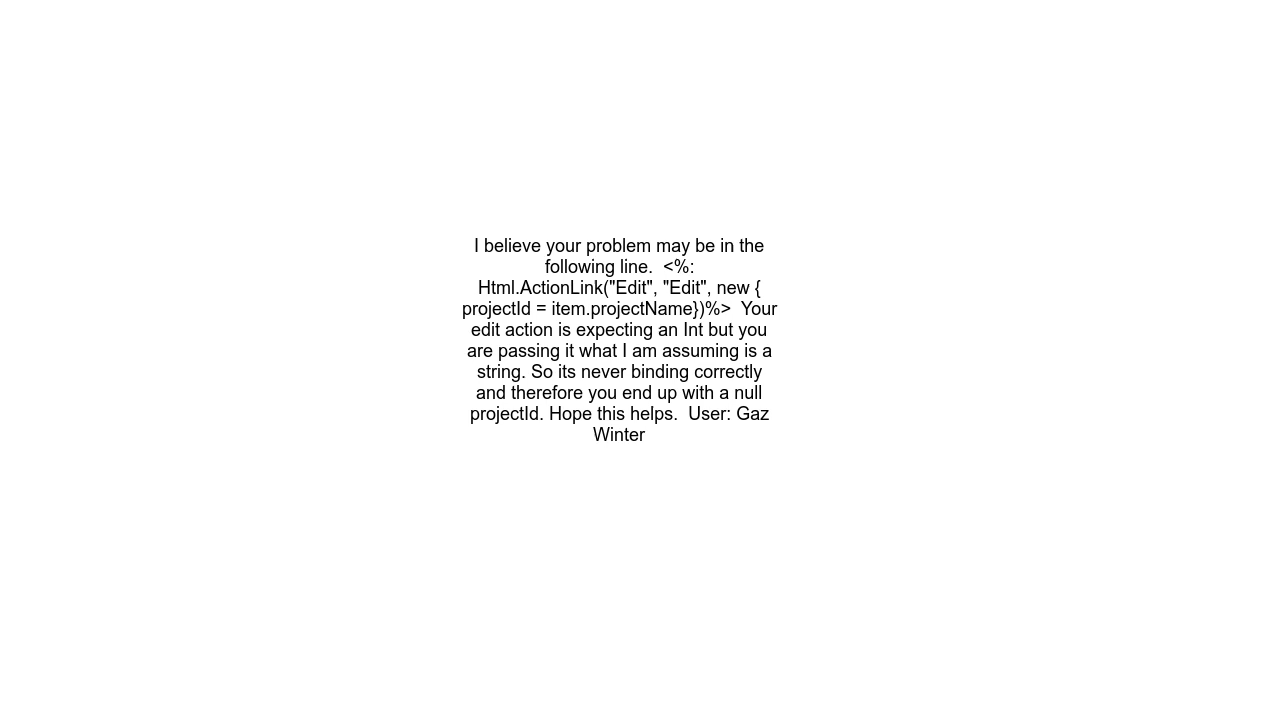 I believe your problem may be in the
following line.  <%:
Html.ActionLink("Edit", "Edit", new {
projectId = item.projectName})%>  Your
edit action is expecting an Int but you
are passing it what I am assuming is a
string. So its never binding correctly
and therefore you end up with a null
projectId. Hope this helps.  User: Gaz
Winter